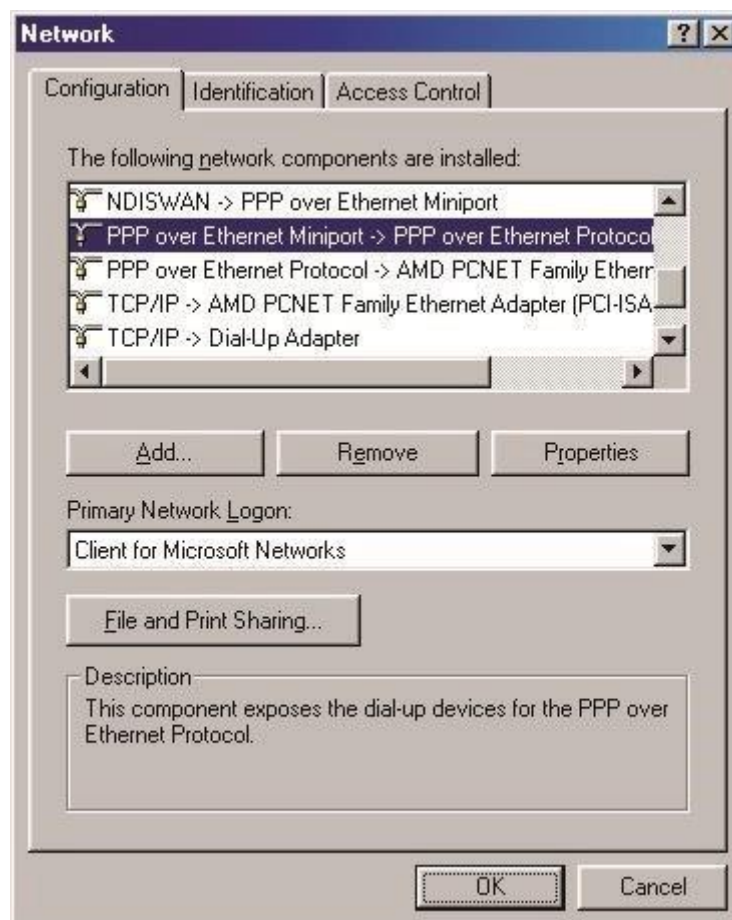 Network
Configuration Identification Access Control
The following network components are installed:
NDISWAN -> PPP over Ethernet Miniport
PPP over Ethernet Miniport -> PPP over Ethernet Protocol
PPP over Ethernet Protocol -> AMD PCNET Family Ethern
TCP/IP -> AMD PCNET Family Ethernet Adapter (PCI-ISA
TCP/IP -> Dial-Up Adapter
Add... Remove Properties
Primary Network Logon:
Client for Microsoft Networks
File and Print Sharing...
Description
This component exposes the dial-up devices for the PPP over
Ethernet Protocol.
OK Cancel